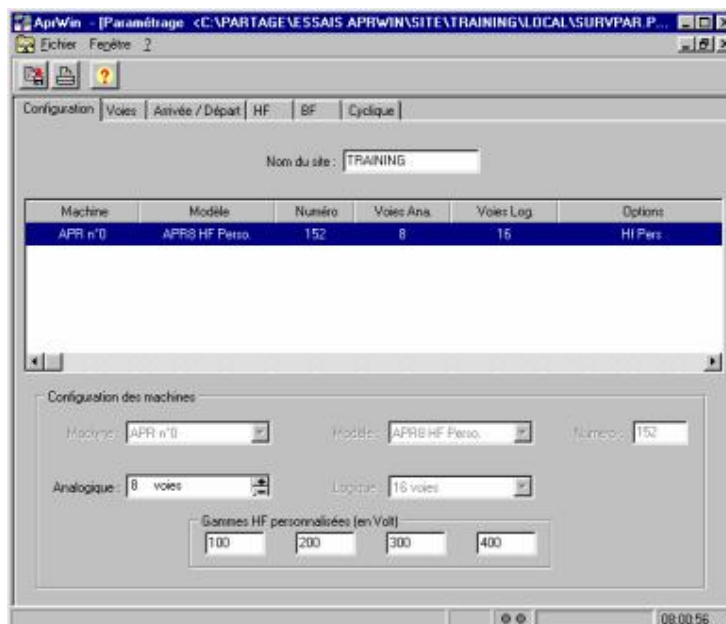 AprWin - [Paramétrage <C:\PARTAGE\ESSAIS APRWIN\SITE\TRAINING\LOCAL\SURVPAR.P...
Fichier Fenêtre ?
Configuration Voies Arrivée / Départ HF BF Cyclique
Nom du site : TRAINING
Machine Modèle Numéro Voies Ana. Voies Log. Options
APR n°0 APR8 HF Perso. 152 8 16 Hf Pers
Configuration des machines
Machine : APR n°0 Modèle : APR8 HF Perso. Numéro : 152
Analogique : 8 voies Logique : 16 voies
Gammes HF personnalisées (en Volt)
100 200 300 400
08:00:56